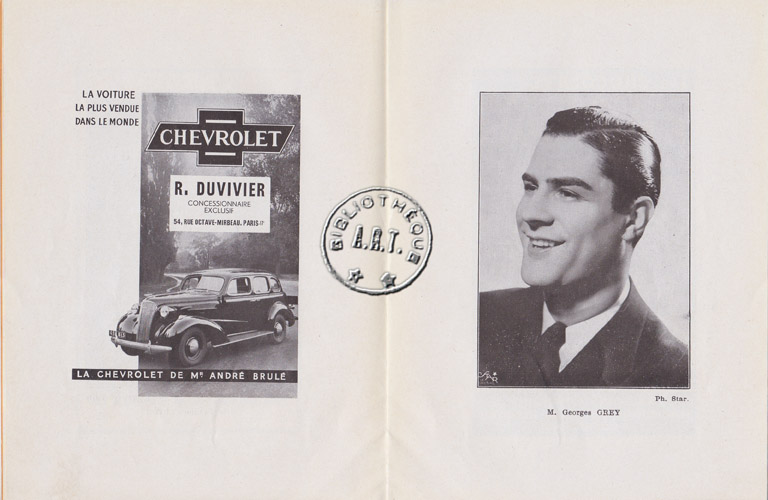 LA VOITURE
LA PLUS VENDUE
DANS LE MONDE
CHEVROLET
R. DUVIVIER
CONCESSIONNAIRE
EXCLUSIF
54, RUE OCTAVE-MIRBEAU. PARIS-17
LA CHEVROLET DE Mᴿ ANDRÉ BRULÉ
BIBLIOTHÈQUE
A.R.T.
Ph. Star.
M. Georges GREY